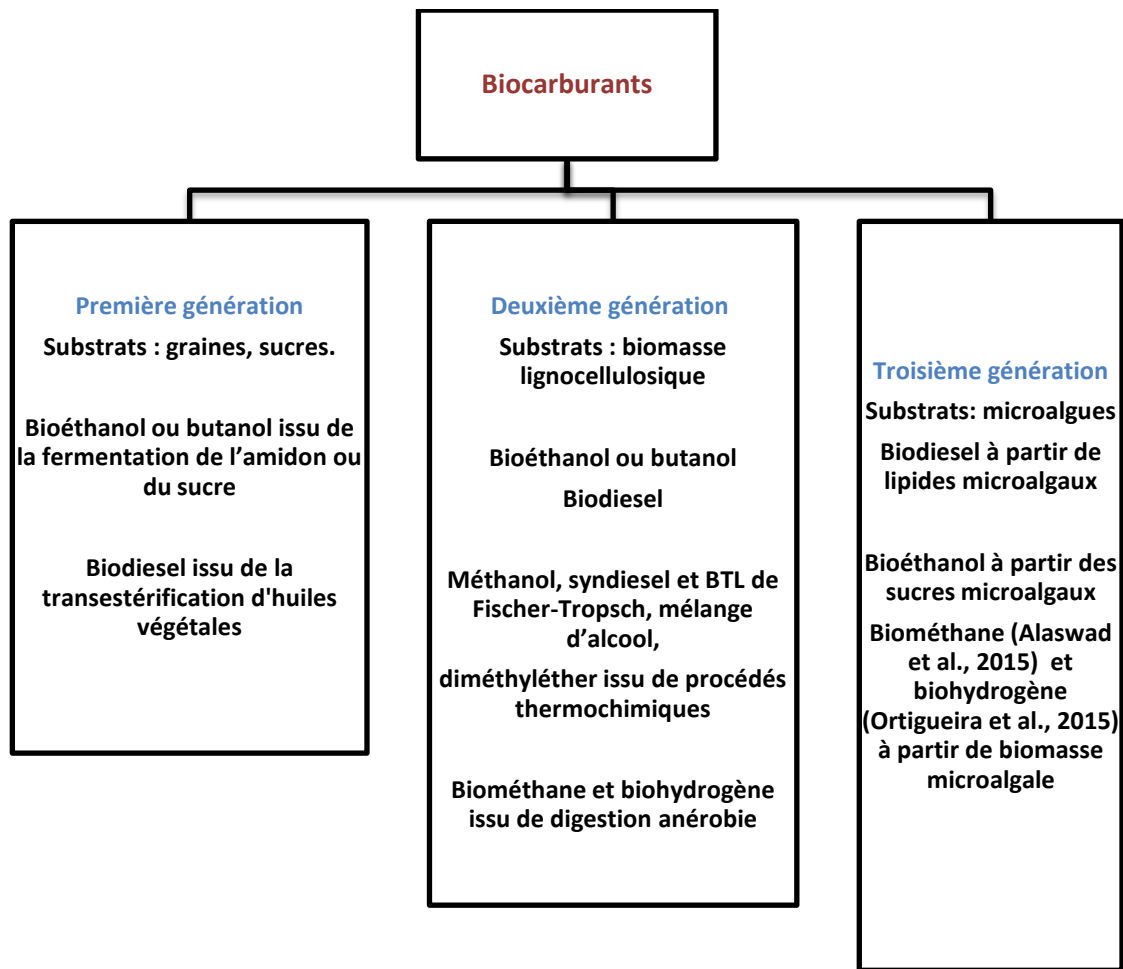 Biocarburants
Première génération
Substrats : graines, sucres.
Bioéthanol ou butanol issu de
la fermentation de l’amidon ou
du sucre
Biodiesel issu de la
transestérification d'huiles
végétales
Deuxième génération
Substrats : biomasse
lignocellulosique
Bioéthanol ou butanol
Biodiesel
Méthanol, syndiesel et BTL de
Fischer-Tropsch, mélange
d’alcool,
diméthyléther issu de procédés
thermochimiques
Biométhane et biohydrogène
issu de digestion anérobie
Troisième génération
Substrats: microalgues
Biodiesel à partir de
lipides microalgaux
Bioéthanol à partir des
sucres microalgaux
Biométhane (Alaswad
et al., 2015) et
biohydrogène
(Ortigueira et al., 2015)
à partir de biomasse
microalgale